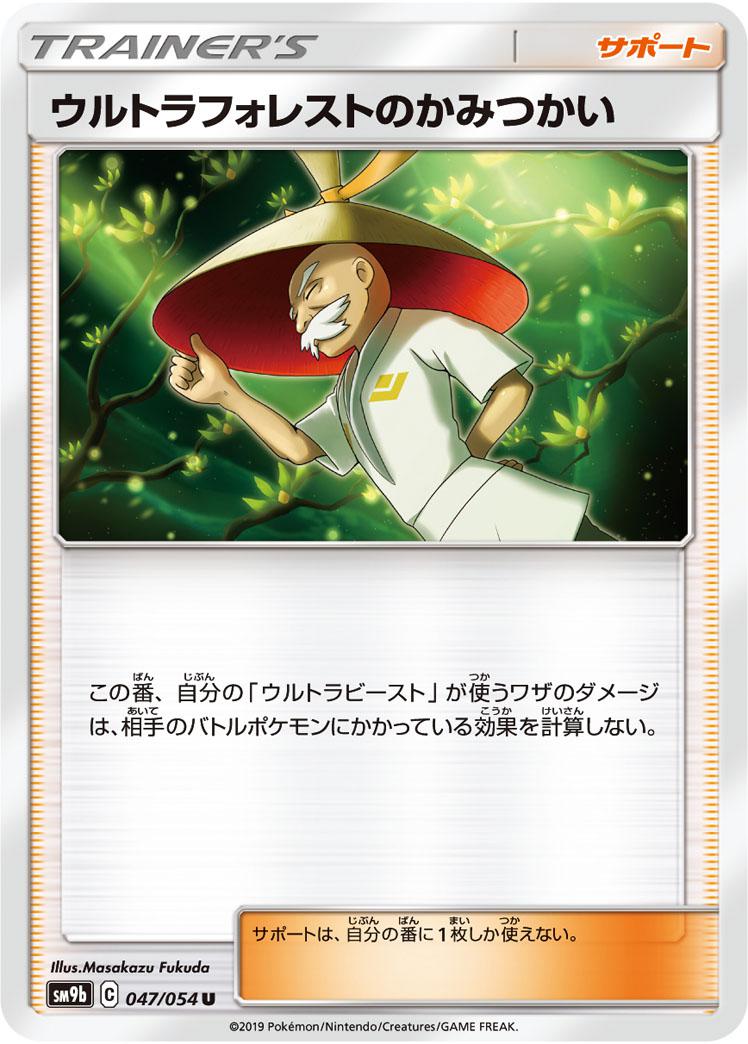 TRAINER'S
サポート
ウルトラフォレストのかみつかい
この番、自分の「ウルトラビースト」が使うワザのダメージ
は、相手のバトルポケモンにかかっている効果を計算しない。
サポートは、自分の番に1枚しか使えない。
Illus.Masakazu Fukuda
sm9b C 047/054 U
©2019 Pokémon/Nintendo/Creatures/GAME FREAK.